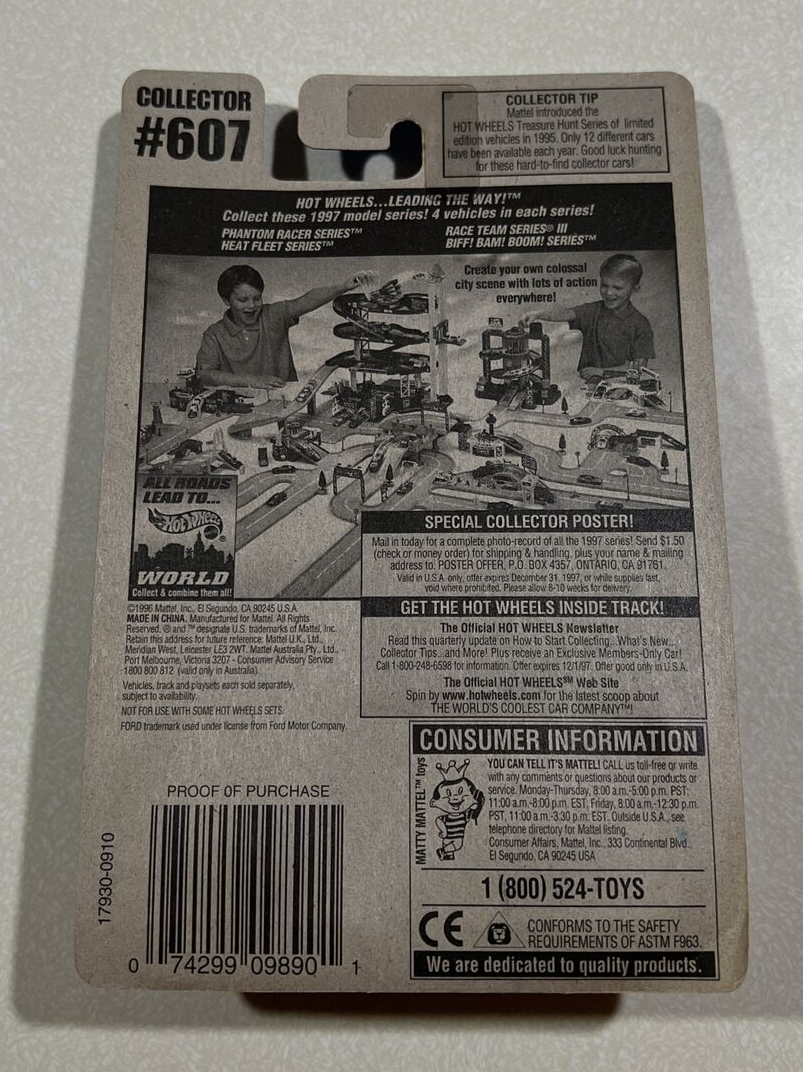 COLLECTOR
#607
COLLECTOR TIP
Mattel introduced the
HOT WHEELS Treasure Hunt Series of limited
edition vehicles in 1995. Only 12 different cars
have been available each year. Good luck hunting
for these hard-to-find collector cars!
HOT WHEELS...LEADING THE WAY!™
Collect these 1997 model series! 4 vehicles in each series!
PHANTOM RACER SERIES™
HEAT FLEET SERIES™
RACE TEAM SERIES® III
BIFF! BAM! BOOM! SERIES™
Create your own colossal
city scene with lots of action
everywhere!
ALL ROADS
LEAD TO...
Hot Wheels®
WORLD
Collect & combine them all!
SPECIAL COLLECTOR POSTER!
Mail in today for a complete photo-record of all the 1997 series! Send $1.50
(check or money order) for shipping & handling, plus your name & mailing
address to: POSTER OFFER, P.O. BOX 4357, ONTARIO, CA 91761.
Valid in U.S.A. only, offer expires December 31, 1997, or while supplies last,
void where prohibited. Please allow 8-10 weeks for delivery.
GET THE HOT WHEELS INSIDE TRACK!
The Official HOT WHEELS Newsletter
Read this quarterly update on How to Start Collecting...What's New...
Collector Tips...and More! Plus receive an Exclusive Members-Only Car!
Call 1-800-248-6598 for information. Offer expires 12/1/97. Offer good only in U.S.A.
The Official HOT WHEELS℠ Web Site
Spin by www.hotwheels.com for the latest scoop about
THE WORLD'S COOLEST CAR COMPANY™!
©1996 Mattel, Inc., El Segundo, CA 90245 U.S.A.
MADE IN CHINA. Manufactured for Mattel. All Rights
Reserved. ® and ™ designate U.S. trademarks of Mattel, Inc.
Retain this address for future reference: Mattel U.K., Ltd.,
Meridian West, Leicester LE3 2WT. Mattel Australia Pty., Ltd.,
Port Melbourne, Victoria 3207 - Consumer Advisory Service
1800 800 812 (valid only in Australia).
Vehicles, track and playsets each sold separately,
subject to availability.
NOT FOR USE WITH SOME HOT WHEELS SETS.
FORD trademark used under license from Ford Motor Company.
CONSUMER INFORMATION
MATTY MATTEL™ toys
YOU CAN TELL IT'S MATTEL! CALL us toll-free or write
with any comments or questions about our products or
service. Monday-Thursday, 8:00 a.m.-5:00 p.m. PST;
11:00 a.m.-8:00 p.m. EST; Friday, 8:00 a.m.-12:30 p.m.
PST, 11:00 a.m.-3:30 p.m. EST. Outside U.S.A., see
telephone directory for Mattel listing.
Consumer Affairs, Mattel, Inc., 333 Continental Blvd.,
El Segundo, CA 90245 USA
1 (800) 524-TOYS
CE
CONFORMS TO THE SAFETY
REQUIREMENTS OF ASTM F963.
We are dedicated to quality products.
PROOF OF PURCHASE
17930-0910
0 74299 09890 1